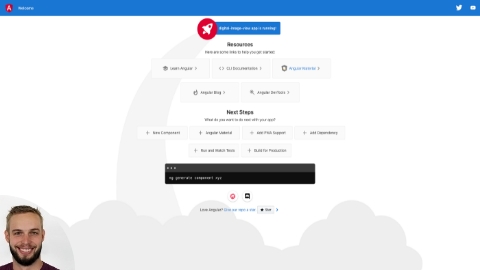 Welcome
digital-image-view app is running!
Resources
Here are some links to help you get started:
Learn Angular
CLI Documentation
Angular Material
Angular Blog
Angular DevTools
Next Steps
What do you want to do next with your app?
New Component
Angular Material
Add PWA Support
Add Dependency
Run and Watch Tests
Build for Production
ng generate component xyz
Love Angular? Give our repo a star. Star